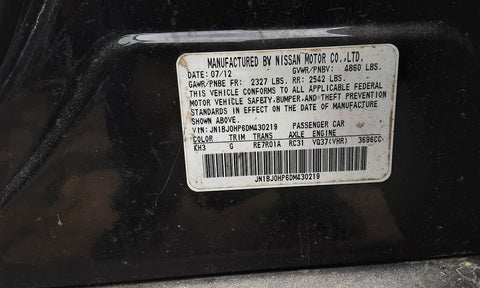 MANUFACTURED BY NISSAN MOTOR CO.,LTD.
DATE: 07/12 GVWR/PNBV: 4860 LBS.
GAWR/PNBE FR: 2327 LBS. RR: 2542 LBS.
THIS VEHICLE CONFORMS TO ALL APPLICABLE FEDERAL
MOTOR VEHICLE SAFETY,BUMPER,AND THEFT PREVENTION
STANDARDS IN EFFECT ON THE DATE OF MANUFACTURE
SHOWN ABOVE.
VIN: JN1BJ0HP6DM430219 PASSENGER CAR
COLOR TRIM TRANS AXLE ENGINE
KH3 G RE7R01A RC31 VQ37(VHR) 3696CC
JN1BJ0HP6DM430219